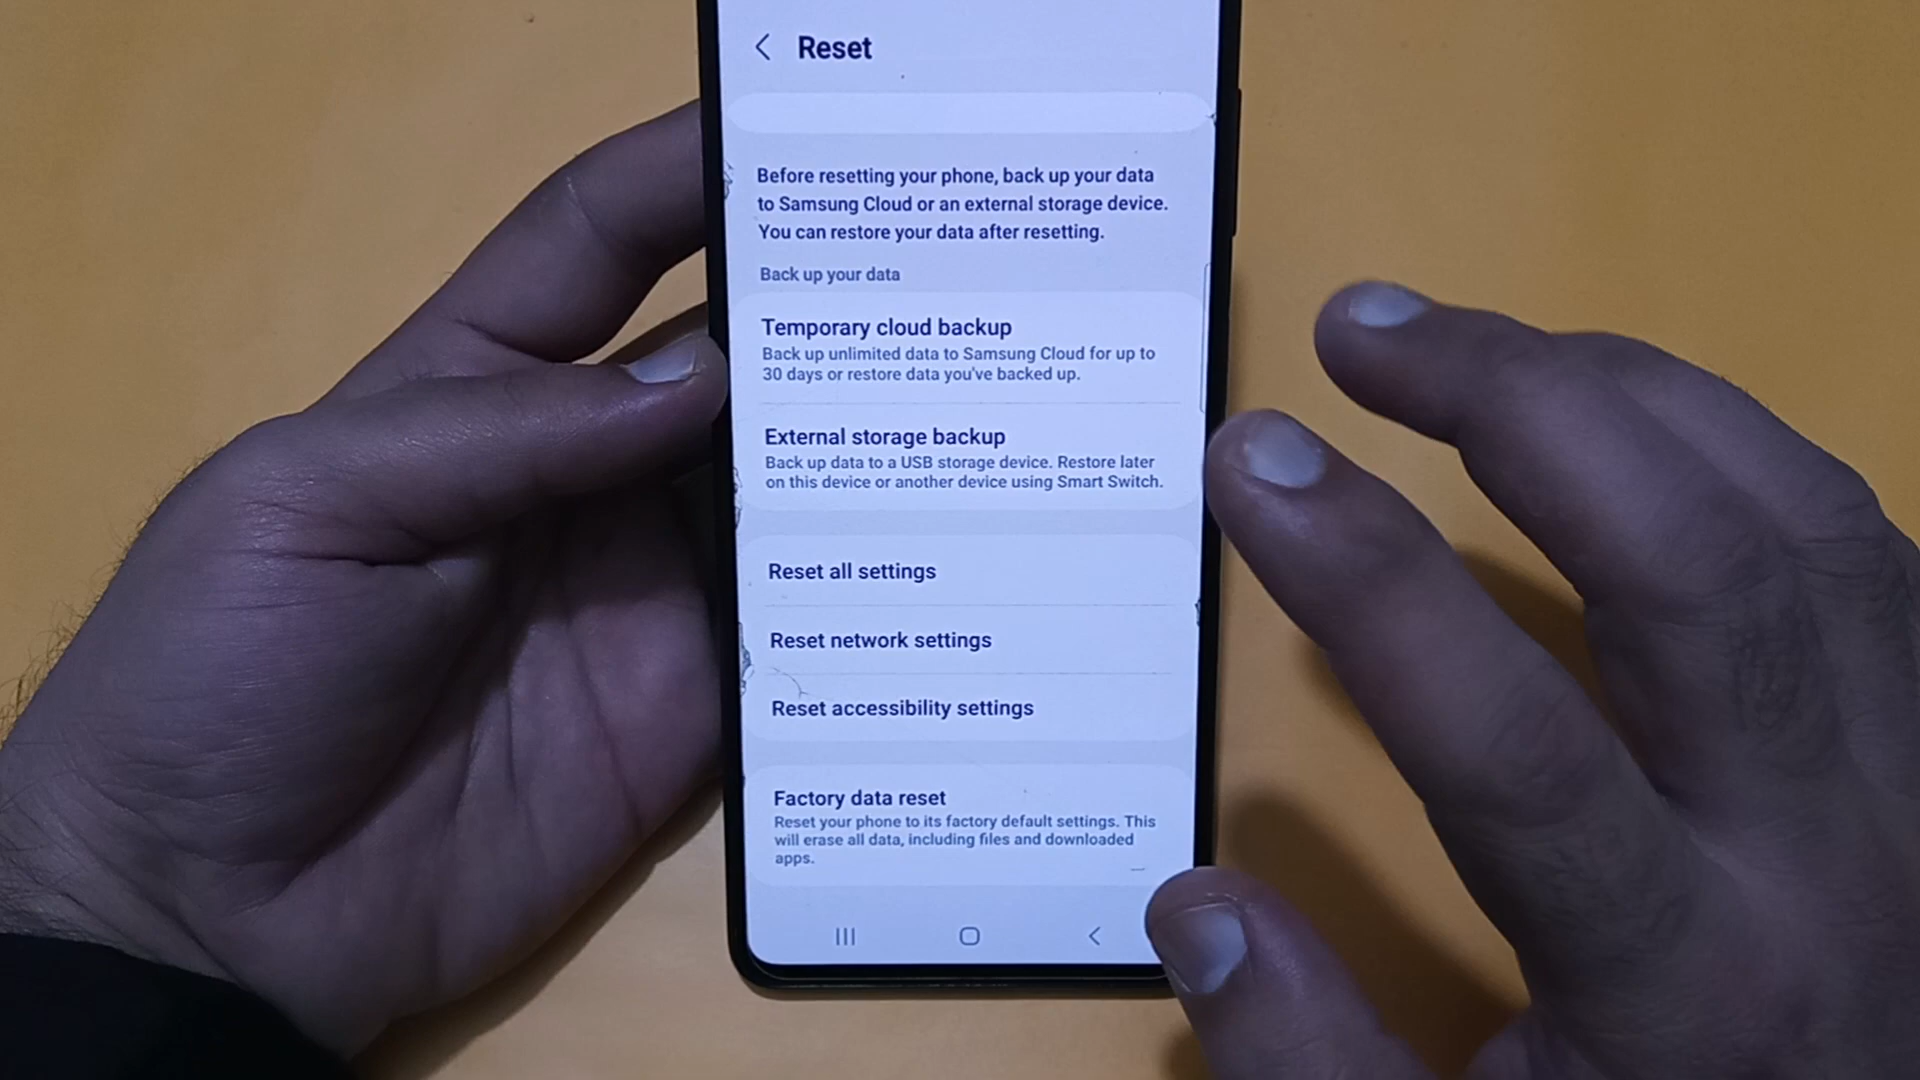 Reset
Before resetting your phone, back up your data
to Samsung Cloud or an external storage device.
You can restore your data after resetting.
Back up your data
Temporary cloud backup
Back up unlimited data to Samsung Cloud for up to
30 days or restore data you've backed up.
External storage backup
Back up data to a USB storage device. Restore later
on this device or another device using Smart Switch.
Reset all settings
Reset network settings
Reset accessibility settings
Factory data reset
Reset your phone to its factory default settings. This
will erase all data, including files and downloaded
apps.